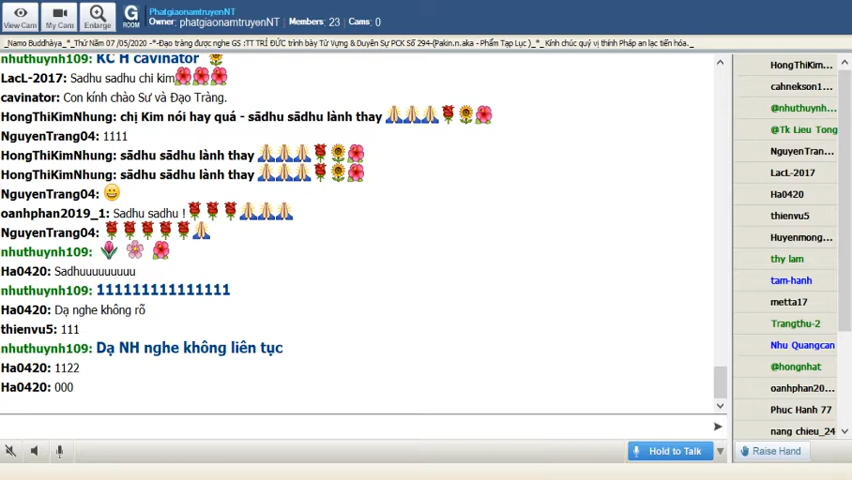 View Cam
My Cam
Enlarge
G
ROOM
PhatgiaonamtruyenNT
Owner: phatgiaonamtruyenNT Members: 23 Cams: 0
_Namo Buddhàya_*_Thứ Năm 07 /05/2020 -*-Đạo tràng được nghe GS :TT TRÍ ĐỨC trình bày Tứ Vựng & Duyên Sự PCK Số 294-(Pakin.n.aka - Phẩm Tạp Lục )_*_ Kính chúc quý vị thính Pháp an lạc tiến hóa._
nhuthuynh109: KC H cavinator
LacL-2017: Sadhu sadhu chi kim
cavinator: Con kính chào Sư và Đạo Tràng.
HongThiKimNhung: chị Kim nói hay quá - sādhu sādhu lành thay
NguyenTrang04: 1111
HongThiKimNhung: sādhu sādhu lành thay
HongThiKimNhung: sādhu sādhu lành thay
NguyenTrang04:
oanhphan2019_1: Sadhu sadhu !
NguyenTrang04:
nhuthuynh109:
Ha0420: Sadhuuuuuuuuu
nhuthuynh109: 111111111111111
Ha0420: Dạ nghe không rõ
thienvu5: 111
nhuthuynh109: Dạ NH nghe không liên tục
Ha0420: 1122
Ha0420: 000
HongThiKim...
cahnekson1...
@nhuthuynh...
@Tk Lieu Tong
NguyenTran...
LacL-2017
Ha0420
thienvu5
Huyenmong...
thy lam
tam-hanh
metta17
Trangthu-2
Nhu Quangcan
@hongnhat
oanhphan20...
Phuc Hanh 77
nang chieu_24
Hold to Talk
Raise Hand